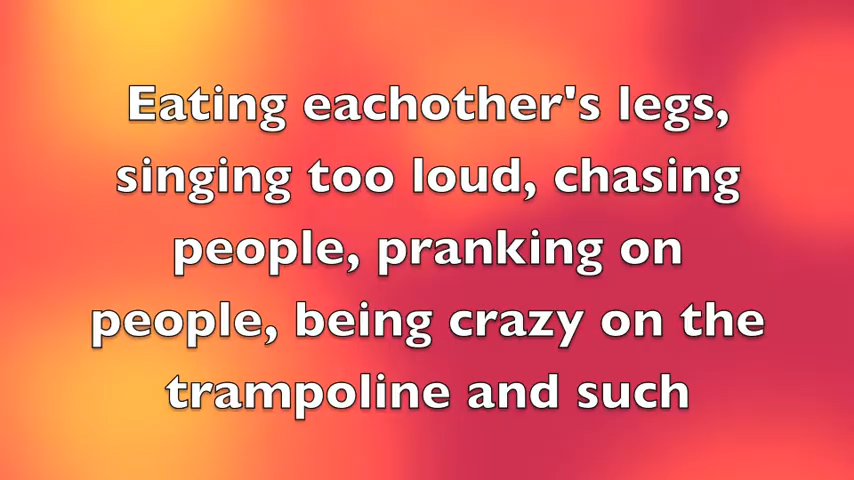 Eating eachother's legs,
singing too loud, chasing
people, pranking on
people, being crazy on the
trampoline and such